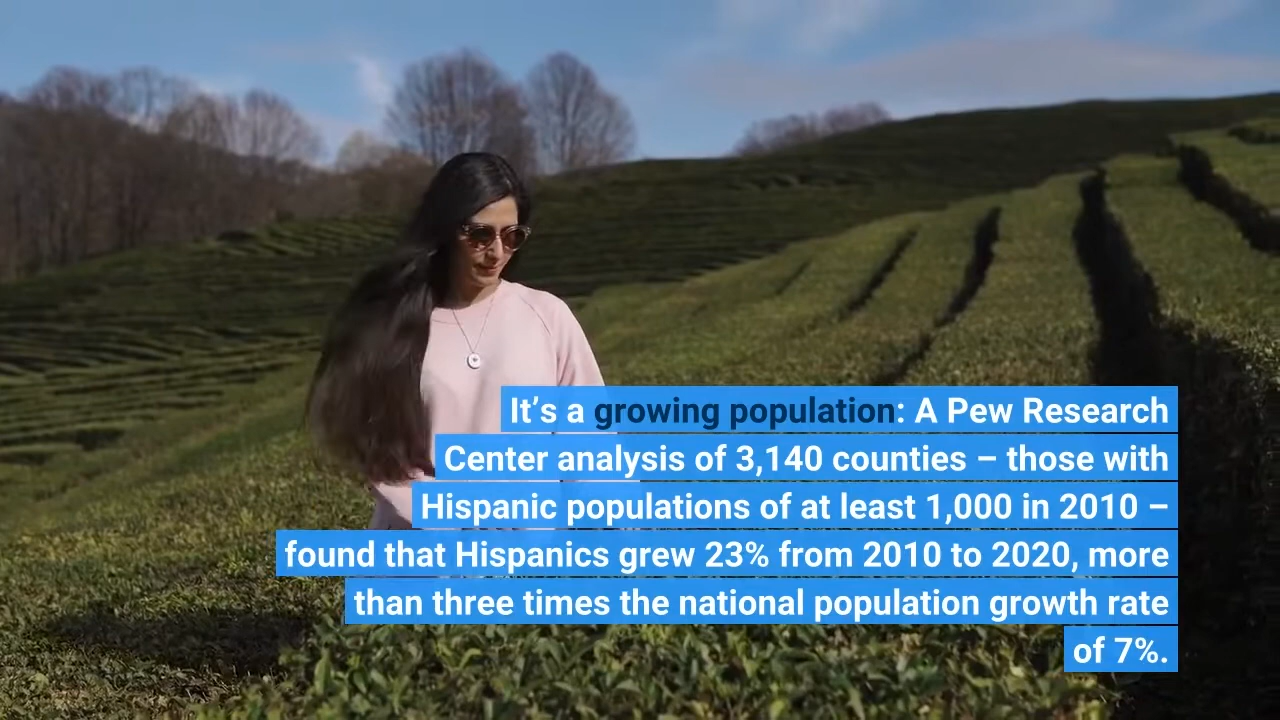 It’s a growing population: A Pew Research
Center analysis of 3,140 counties – those with
Hispanic populations of at least 1,000 in 2010 –
found that Hispanics grew 23% from 2010 to 2020, more
than three times the national population growth rate
of 7%.